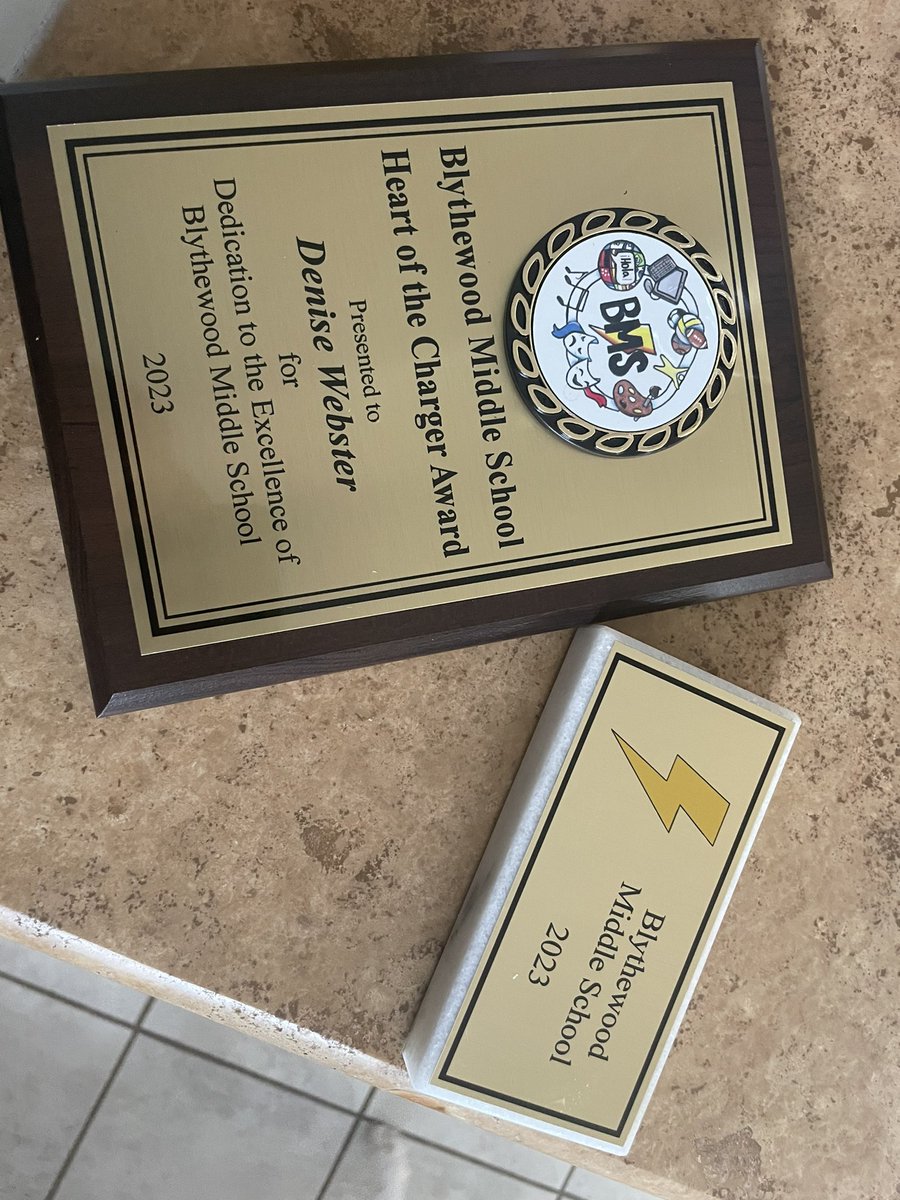 ¡Hola!
BMS
Blythewood Middle School
Heart of the Charger Award
Presented to
Denise Webster
for
Dedication to the Excellence of
Blythewood Middle School
2023
Blythewood
Middle School
2023